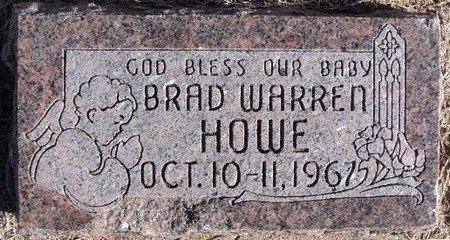 GOD BLESS OUR BABY
BRAD WARREN
HOWE
OCT. 10-11, 1967